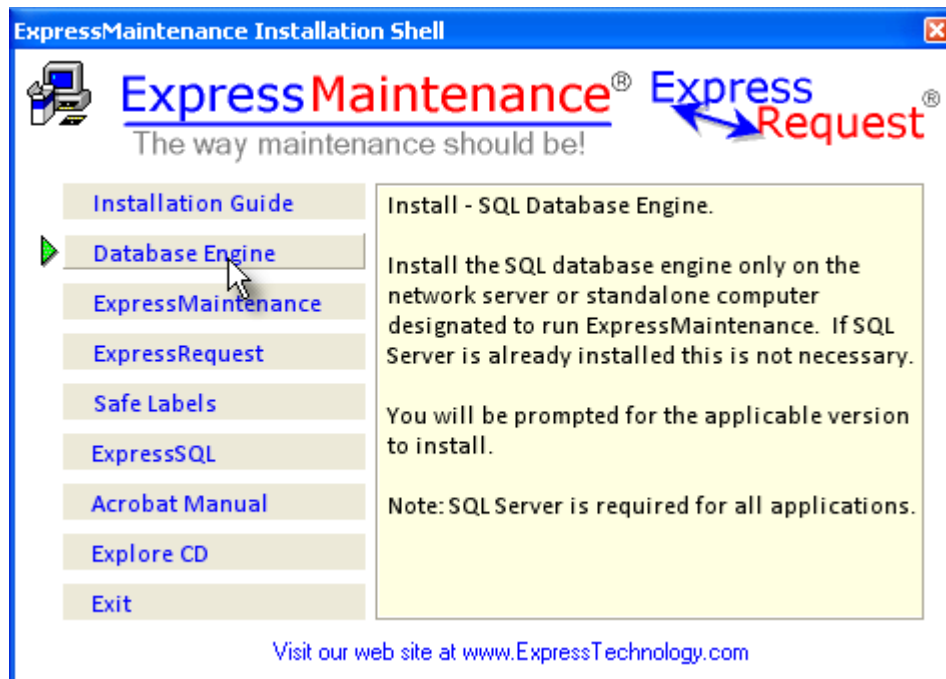 ExpressMaintenance Installation Shell
ExpressMaintenance®
The way maintenance should be!
Express
Request®
Installation Guide
Database Engine
ExpressMaintenance
ExpressRequest
Safe Labels
ExpressSQL
Acrobat Manual
Explore CD
Exit
Install - SQL Database Engine.
Install the SQL database engine only on the
network server or standalone computer
designated to run ExpressMaintenance. If SQL
Server is already installed this is not necessary.
You will be prompted for the applicable version
to install.
Note: SQL Server is required for all applications.
Visit our web site at www.ExpressTechnology.com